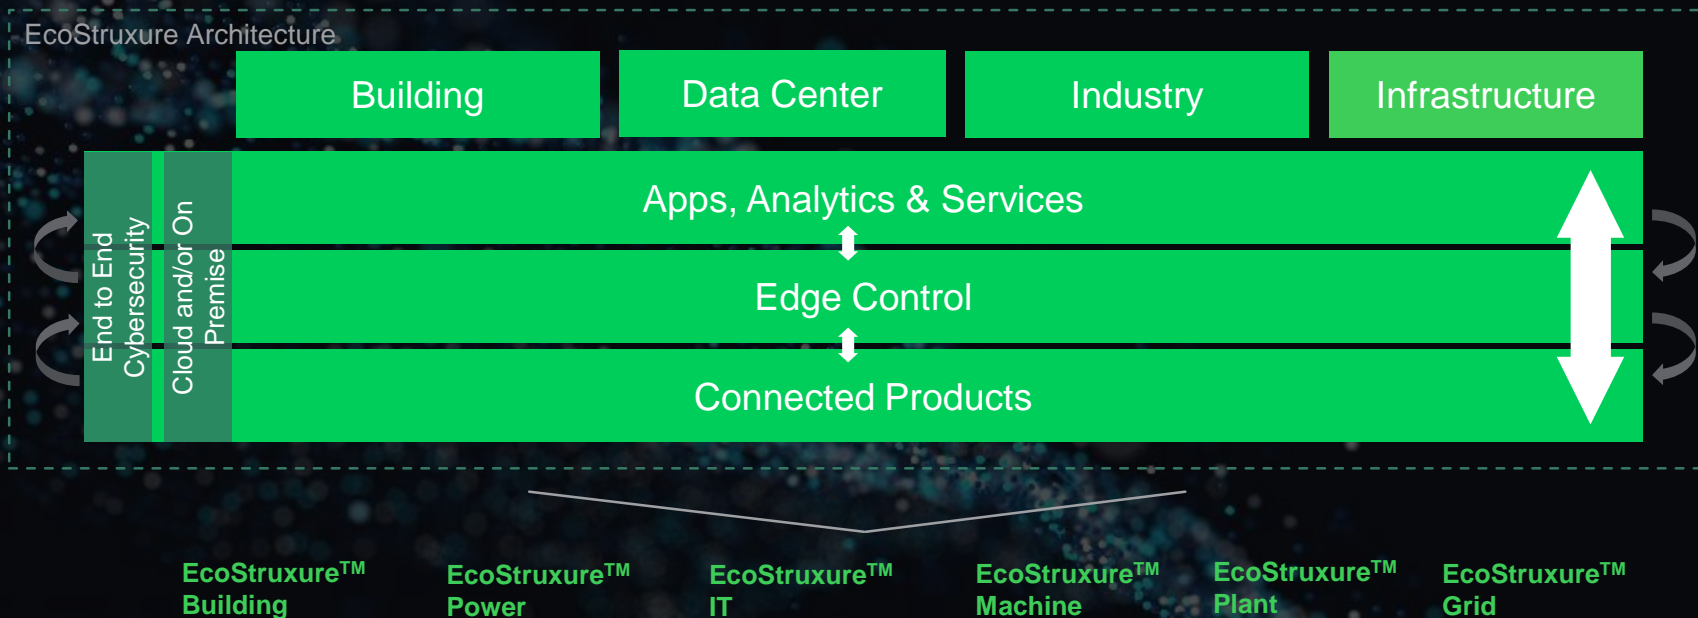 EcoStruxure Architecture
Building
Data Center
Industry
Infrastructure
End to End
Cybersecurity
Cloud and/or On
Premise
Apps, Analytics & Services
Edge Control
Connected Products
EcoStruxure™
Building
EcoStruxure™
Power
EcoStruxure™
IT
EcoStruxure™
Machine
EcoStruxure™
Plant
EcoStruxure™
Grid